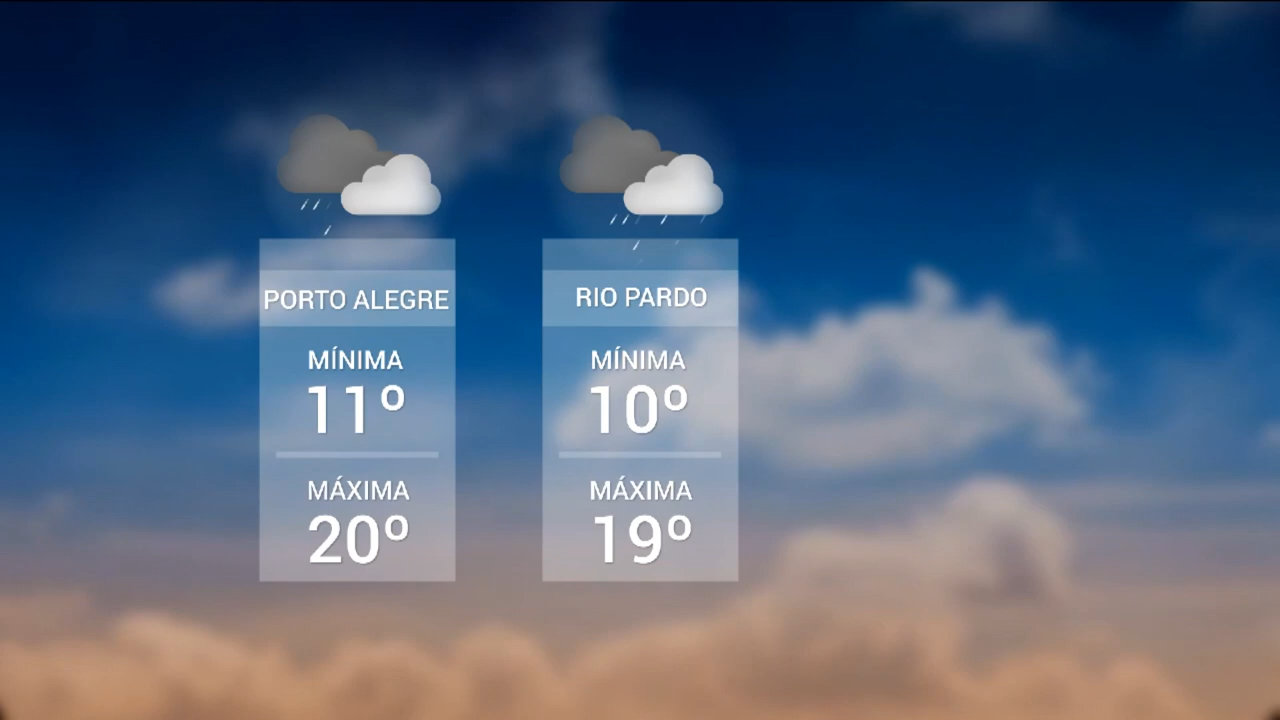 PORTO ALEGRE
MÍNIMA
11º
MÁXIMA
20º
RIO PARDO
MÍNIMA
10º
MÁXIMA
19º